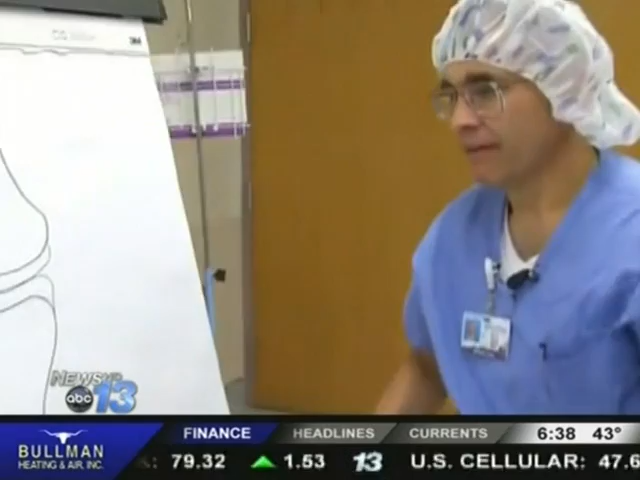 3M
NEWS HD
abc 13
BULLMAN
HEATING & AIR, INC.
FINANCE
HEADLINES
CURRENTS
6:38 43°
79.32 1.53 13 U.S. CELLULAR: 47.6